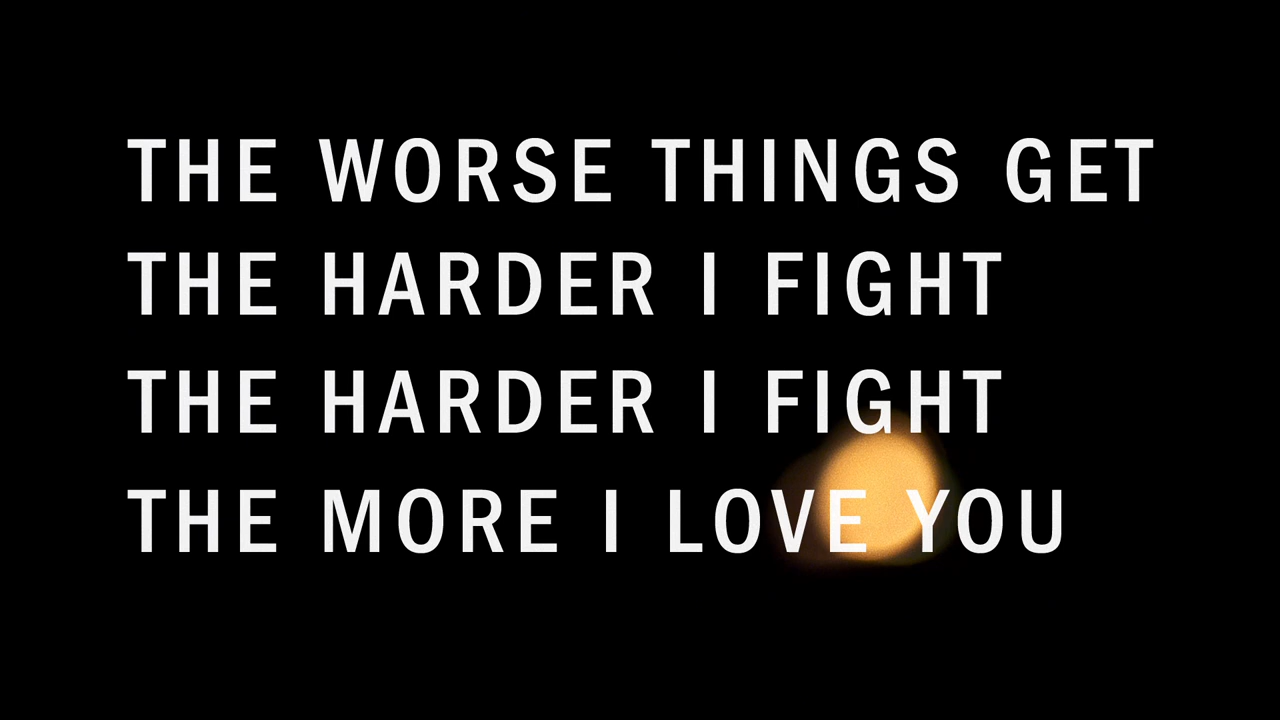 THE WORSE THINGS GET
THE HARDER I FIGHT
THE HARDER I FIGHT
THE MORE I LOVE YOU